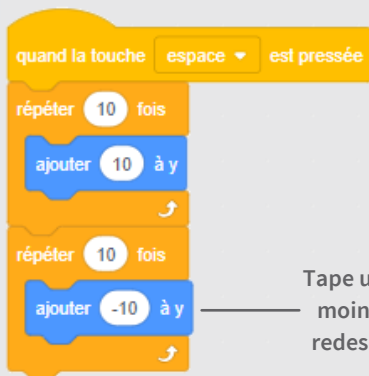 quand la touche espace est pressée
répéter 10 fois
ajouter 10 à y
répéter 10 fois
ajouter -10 à y
Tape u
moin
redes